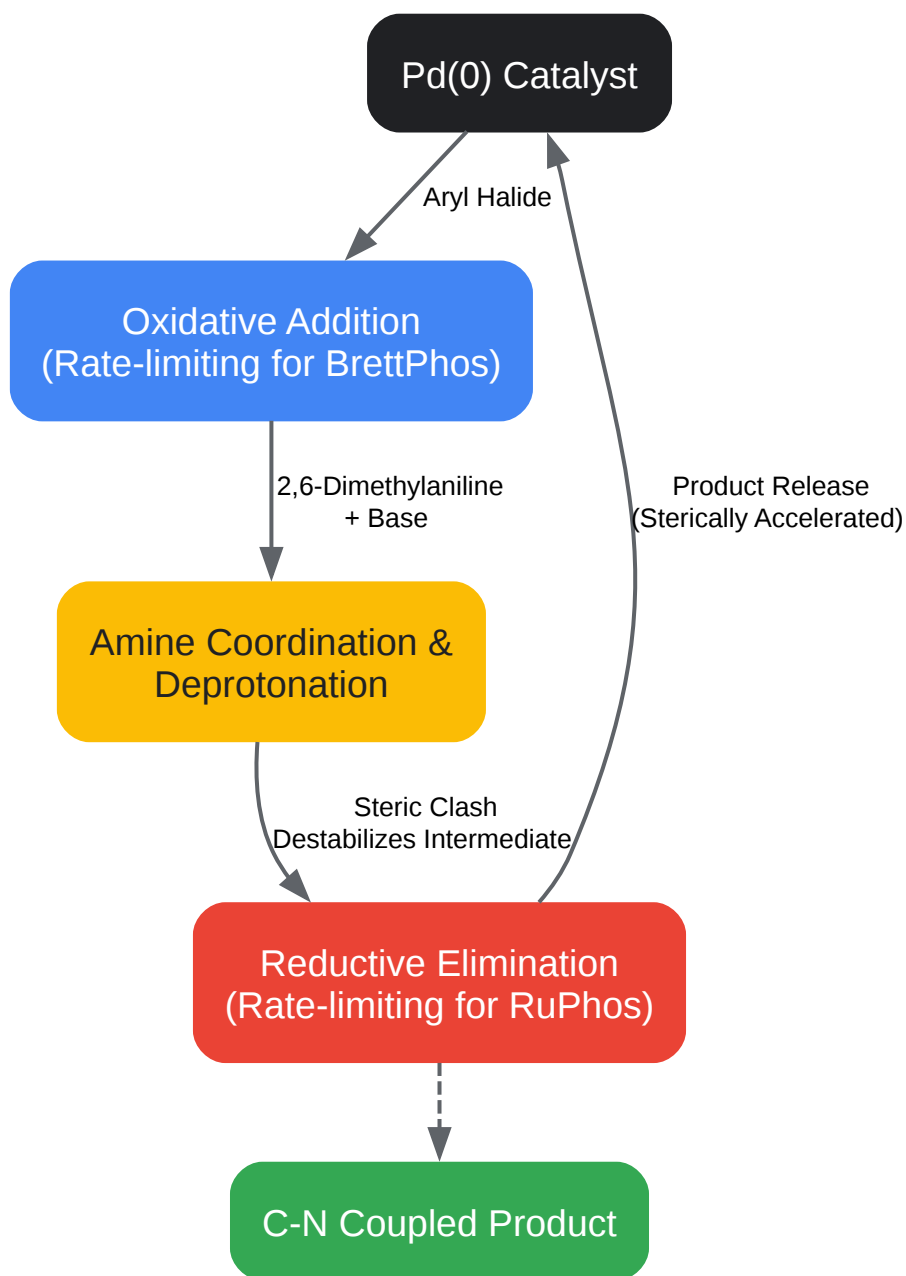 Pd(0) Catalyst
Aryl Halide
Oxidative Addition
(Rate-limiting for BrettPhos)
2,6-Dimethylaniline
+ Base
Product Release
(Sterically Accelerated)
Amine Coordination &
Deprotonation
Steric Clash
Destabilizes Intermediate
Reductive Elimination
(Rate-limiting for RuPhos)
C-N Coupled Product